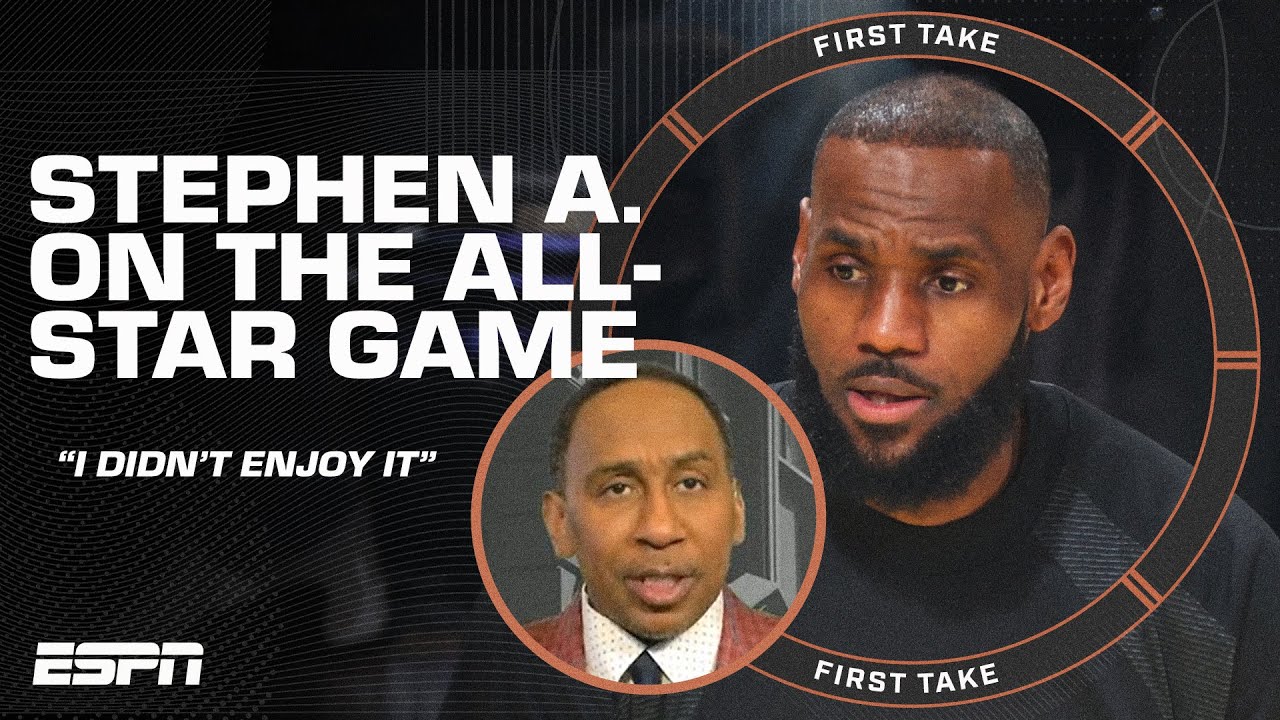 FIRST TAKE
STEPHEN A.
ON THE ALL-
STAR GAME
“I DIDN’T ENJOY IT”
ESPN
FIRST TAKE